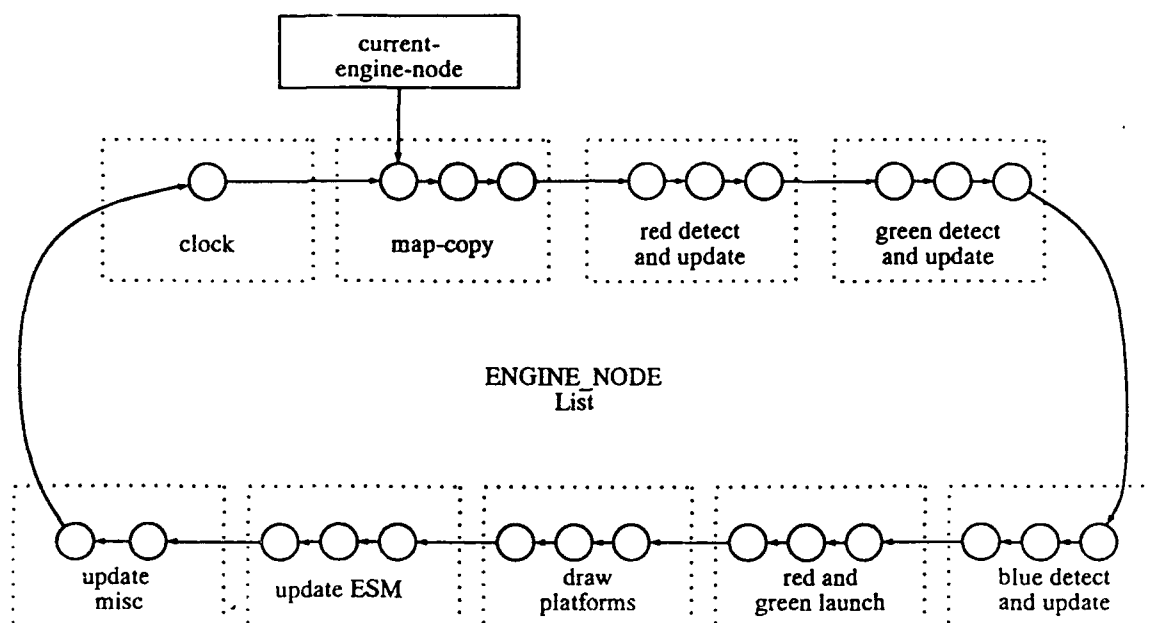 current-
engine-node
clock
map-copy
red detect
and update
green detect
and update
ENGINE_NODE
List
update
misc
update ESM
draw
platforms
red and
green launch
blue detect
and update